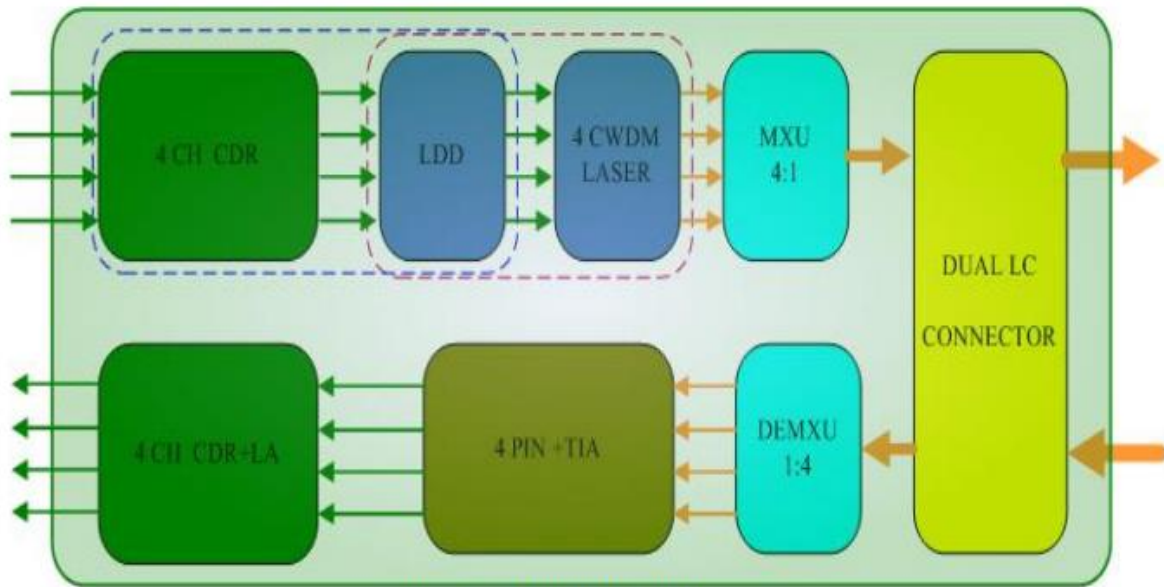 4 CH CDR
LDD
4 CWDM
LASER
MXU
4:1
DUAL LC
CONNECTOR
4 CH CDR+LA
4 PIN +TIA
DEMXU
1:4